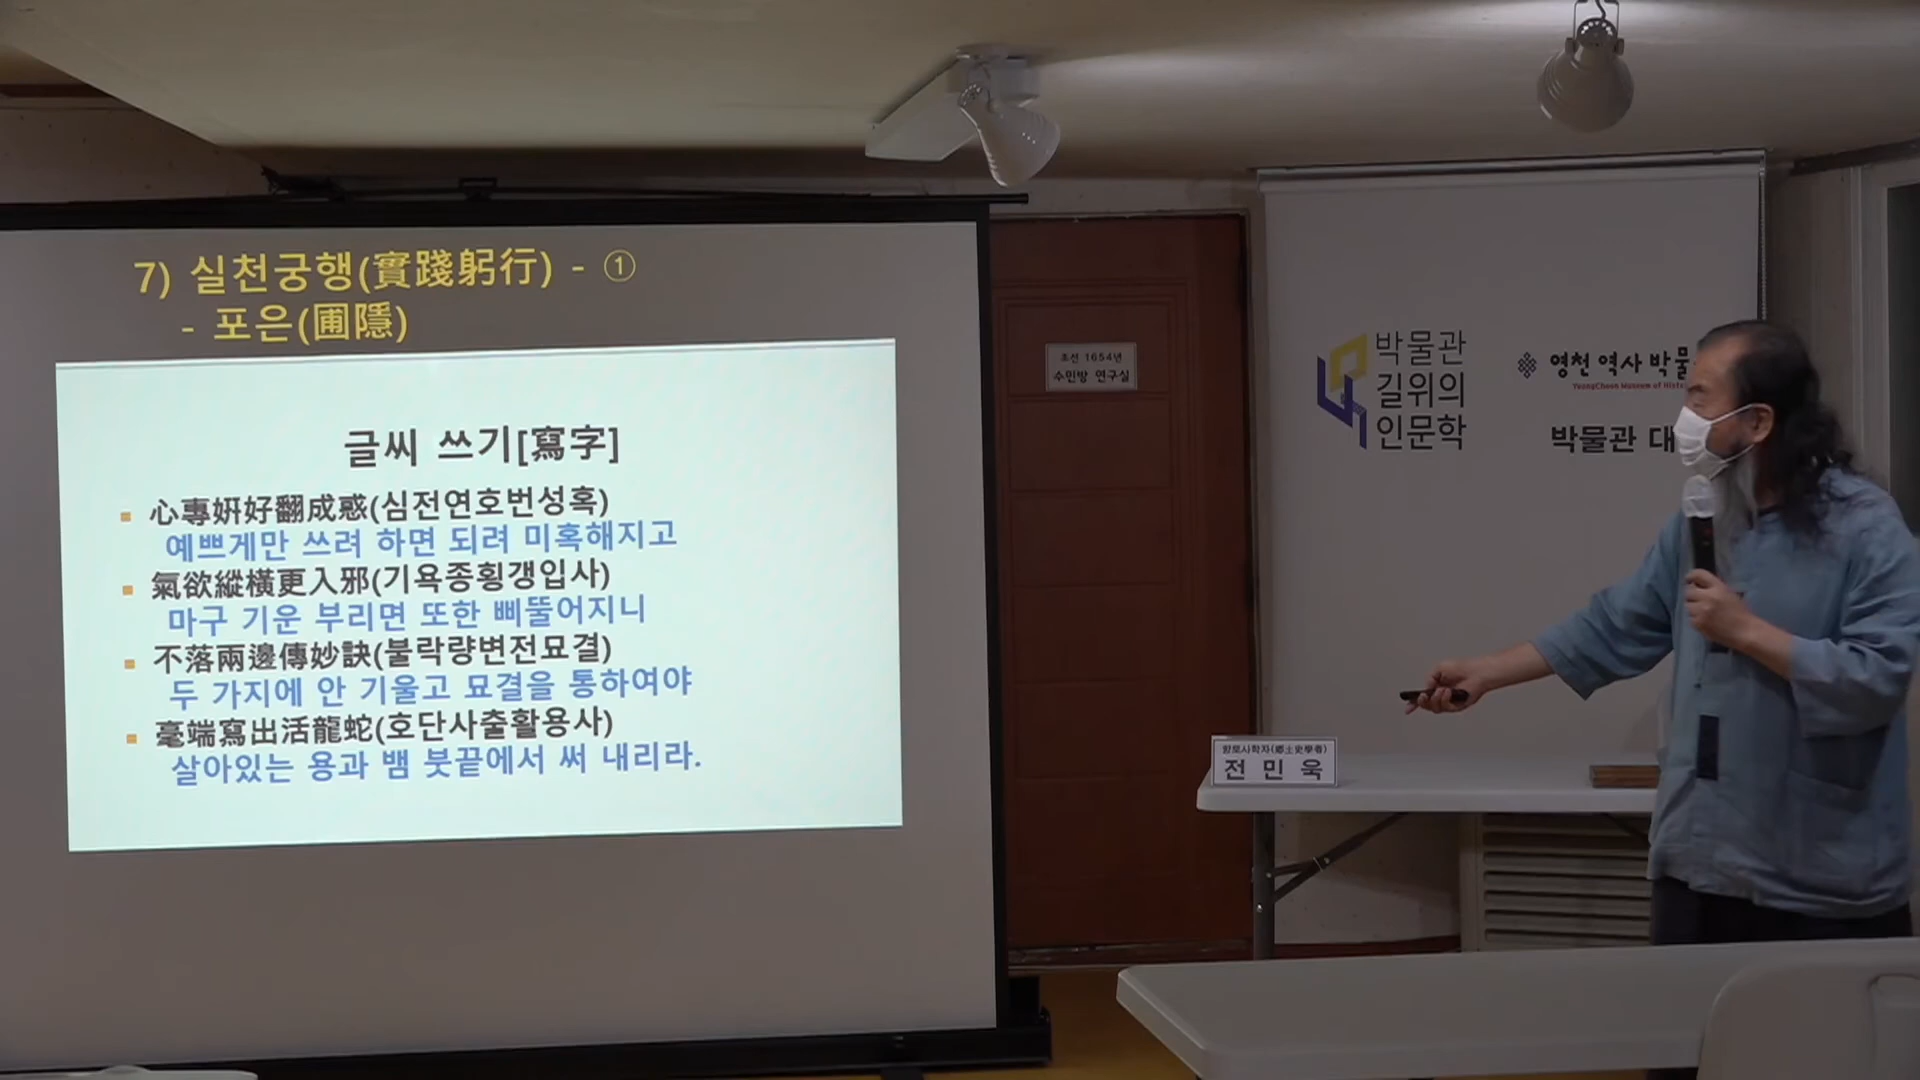 7) 실천궁행(實踐躬行) - ①
- 포은(圃隱)
글씨 쓰기[寫字]
心專姸好翻成惑(심전연호번성혹)
예쁘게만 쓰려 하면 되려 미혹해지고
氣欲縱橫更入邪(기욕종횡갱입사)
마구 기운 부리면 또한 삐뚤어지니
不落兩邊傳妙訣(불락량변전묘결)
두 가지에 안 기울고 묘결을 통하여야
毫端寫出活龍蛇(호단사출활용사)
살아있는 용과 뱀 붓끝에서 써 내리라.
조선 1654년
수민방 연구실
박물관
길위의
인문학
영천 역사 박물
YeongCheon Museum of Histo
박물관 대
향토사학자(鄕土史學者)
전 민 욱